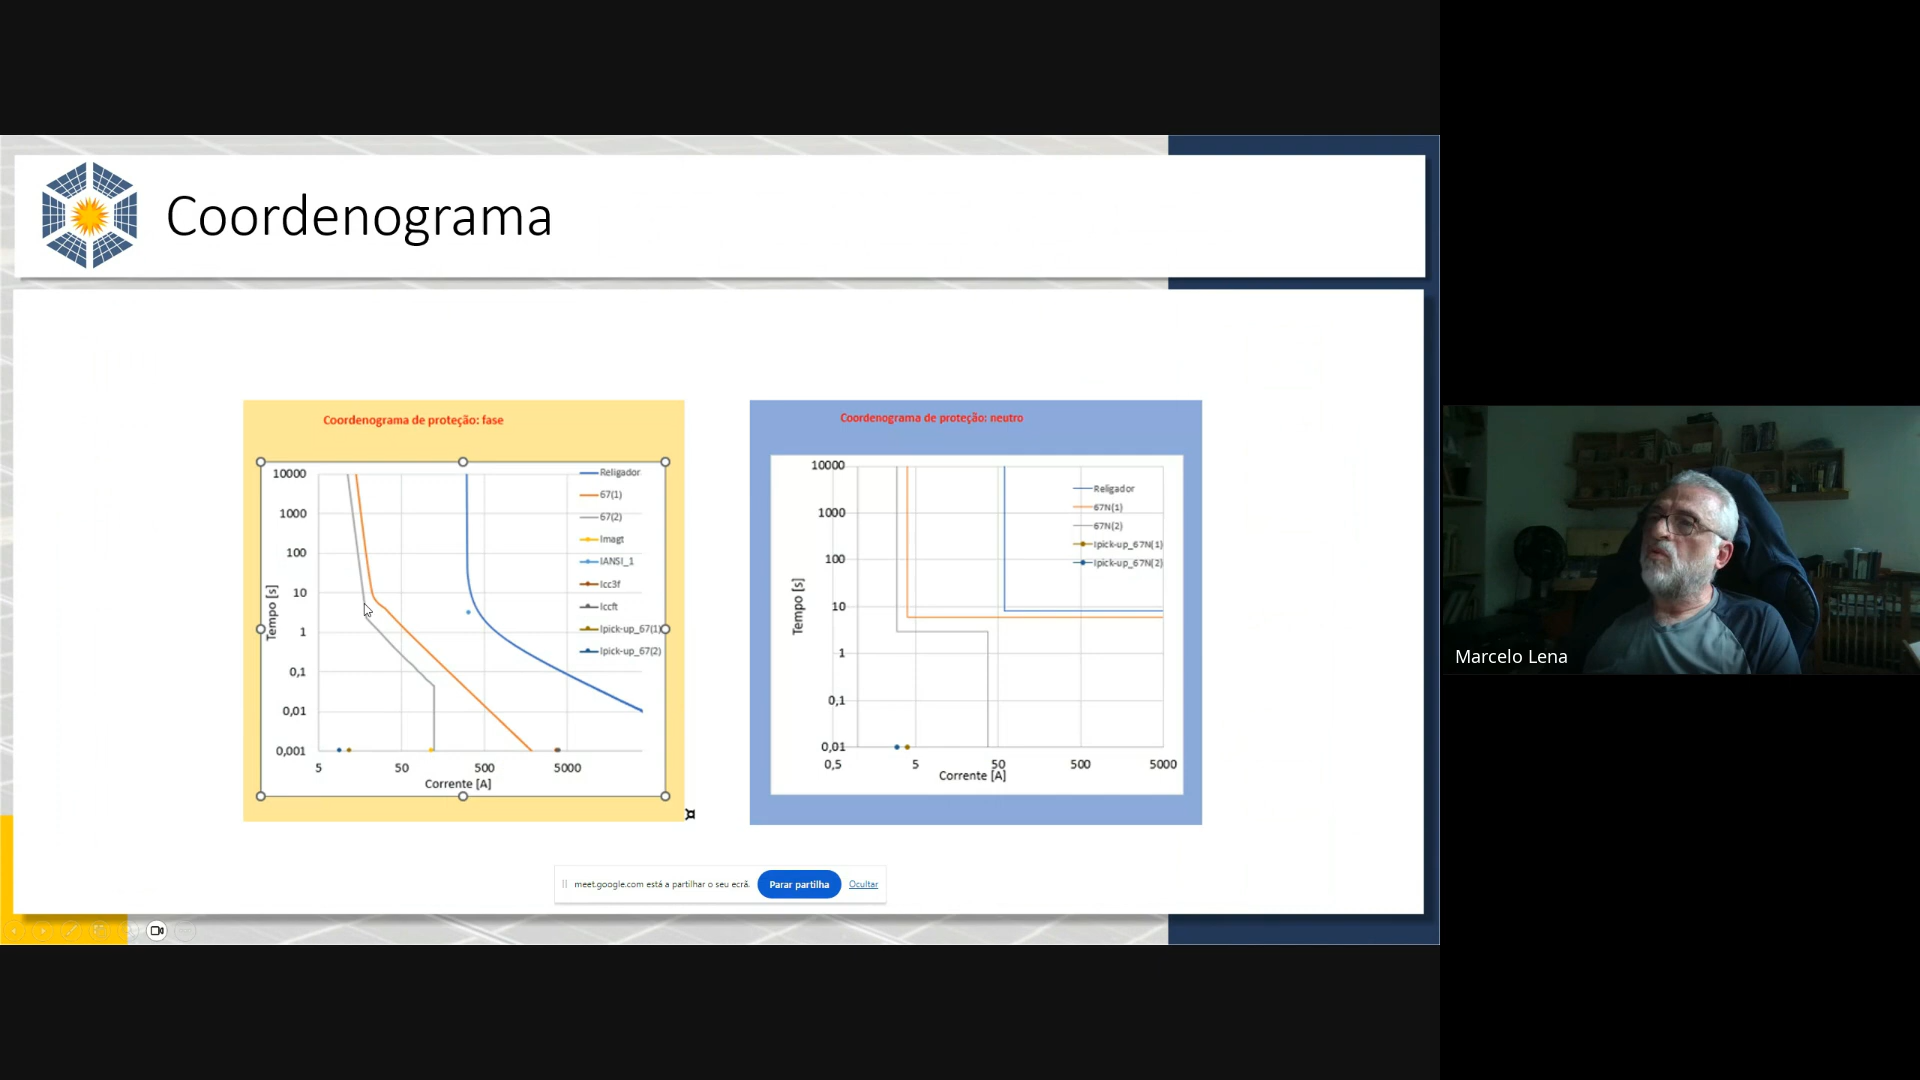 Coordenograma
Coordenograma de proteção: fase
10000
1000
100
10
1
0,1
0,01
0,001
Tempo [s]
5
50
500
5000
Corrente [A]
Religador
67(1)
67(2)
Imagt
IANSI_1
Icc3f
Iccft
Ipick-up_67(1)
Ipick-up_67(2)
Coordenograma de proteção: neutro
10000
1000
100
10
1
0,1
0,01
Tempo [s]
0,5
5
50
500
5000
Corrente [A]
Religador
67N(1)
67N(2)
Ipick-up_67N(1)
Ipick-up_67N(2)
meet.google.com está a partilhar o seu ecrã.
Parar partilha
Ocultar
Marcelo Lena